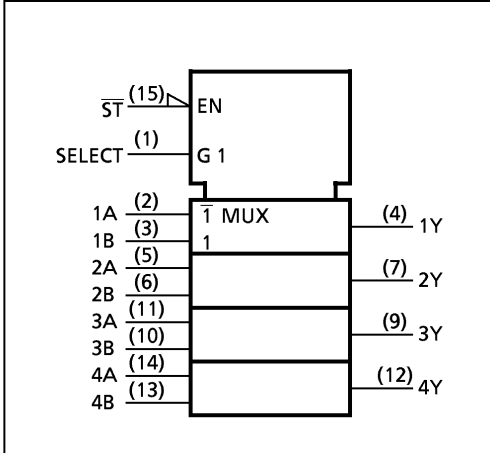 S̅T̅ (15) EN
SELECT (1) G 1
1A (2) 1̅ MUX (4) 1Y
1B (3) 1
2A (5) (7) 2Y
2B (6)
3A (11) (9) 3Y
3B (10)
4A (14) (12) 4Y
4B (13)